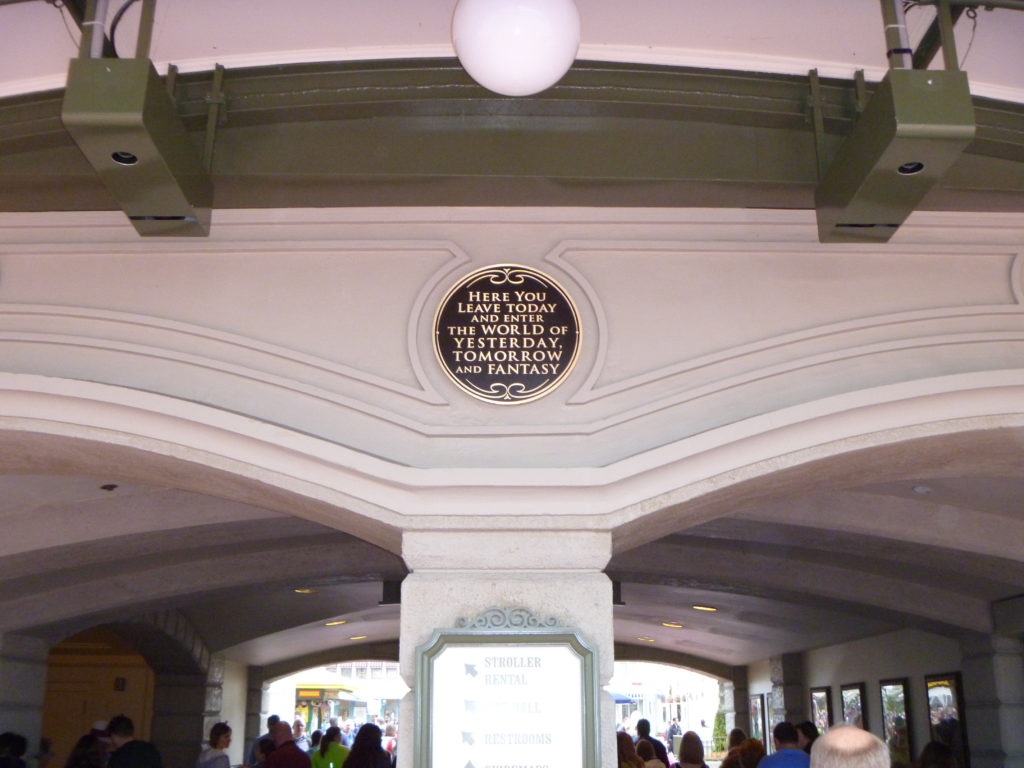 HERE YOU
LEAVE TODAY
AND ENTER
THE WORLD OF
YESTERDAY,
TOMORROW
AND FANTASY
STROLLER
RENTAL
RESTROOMS